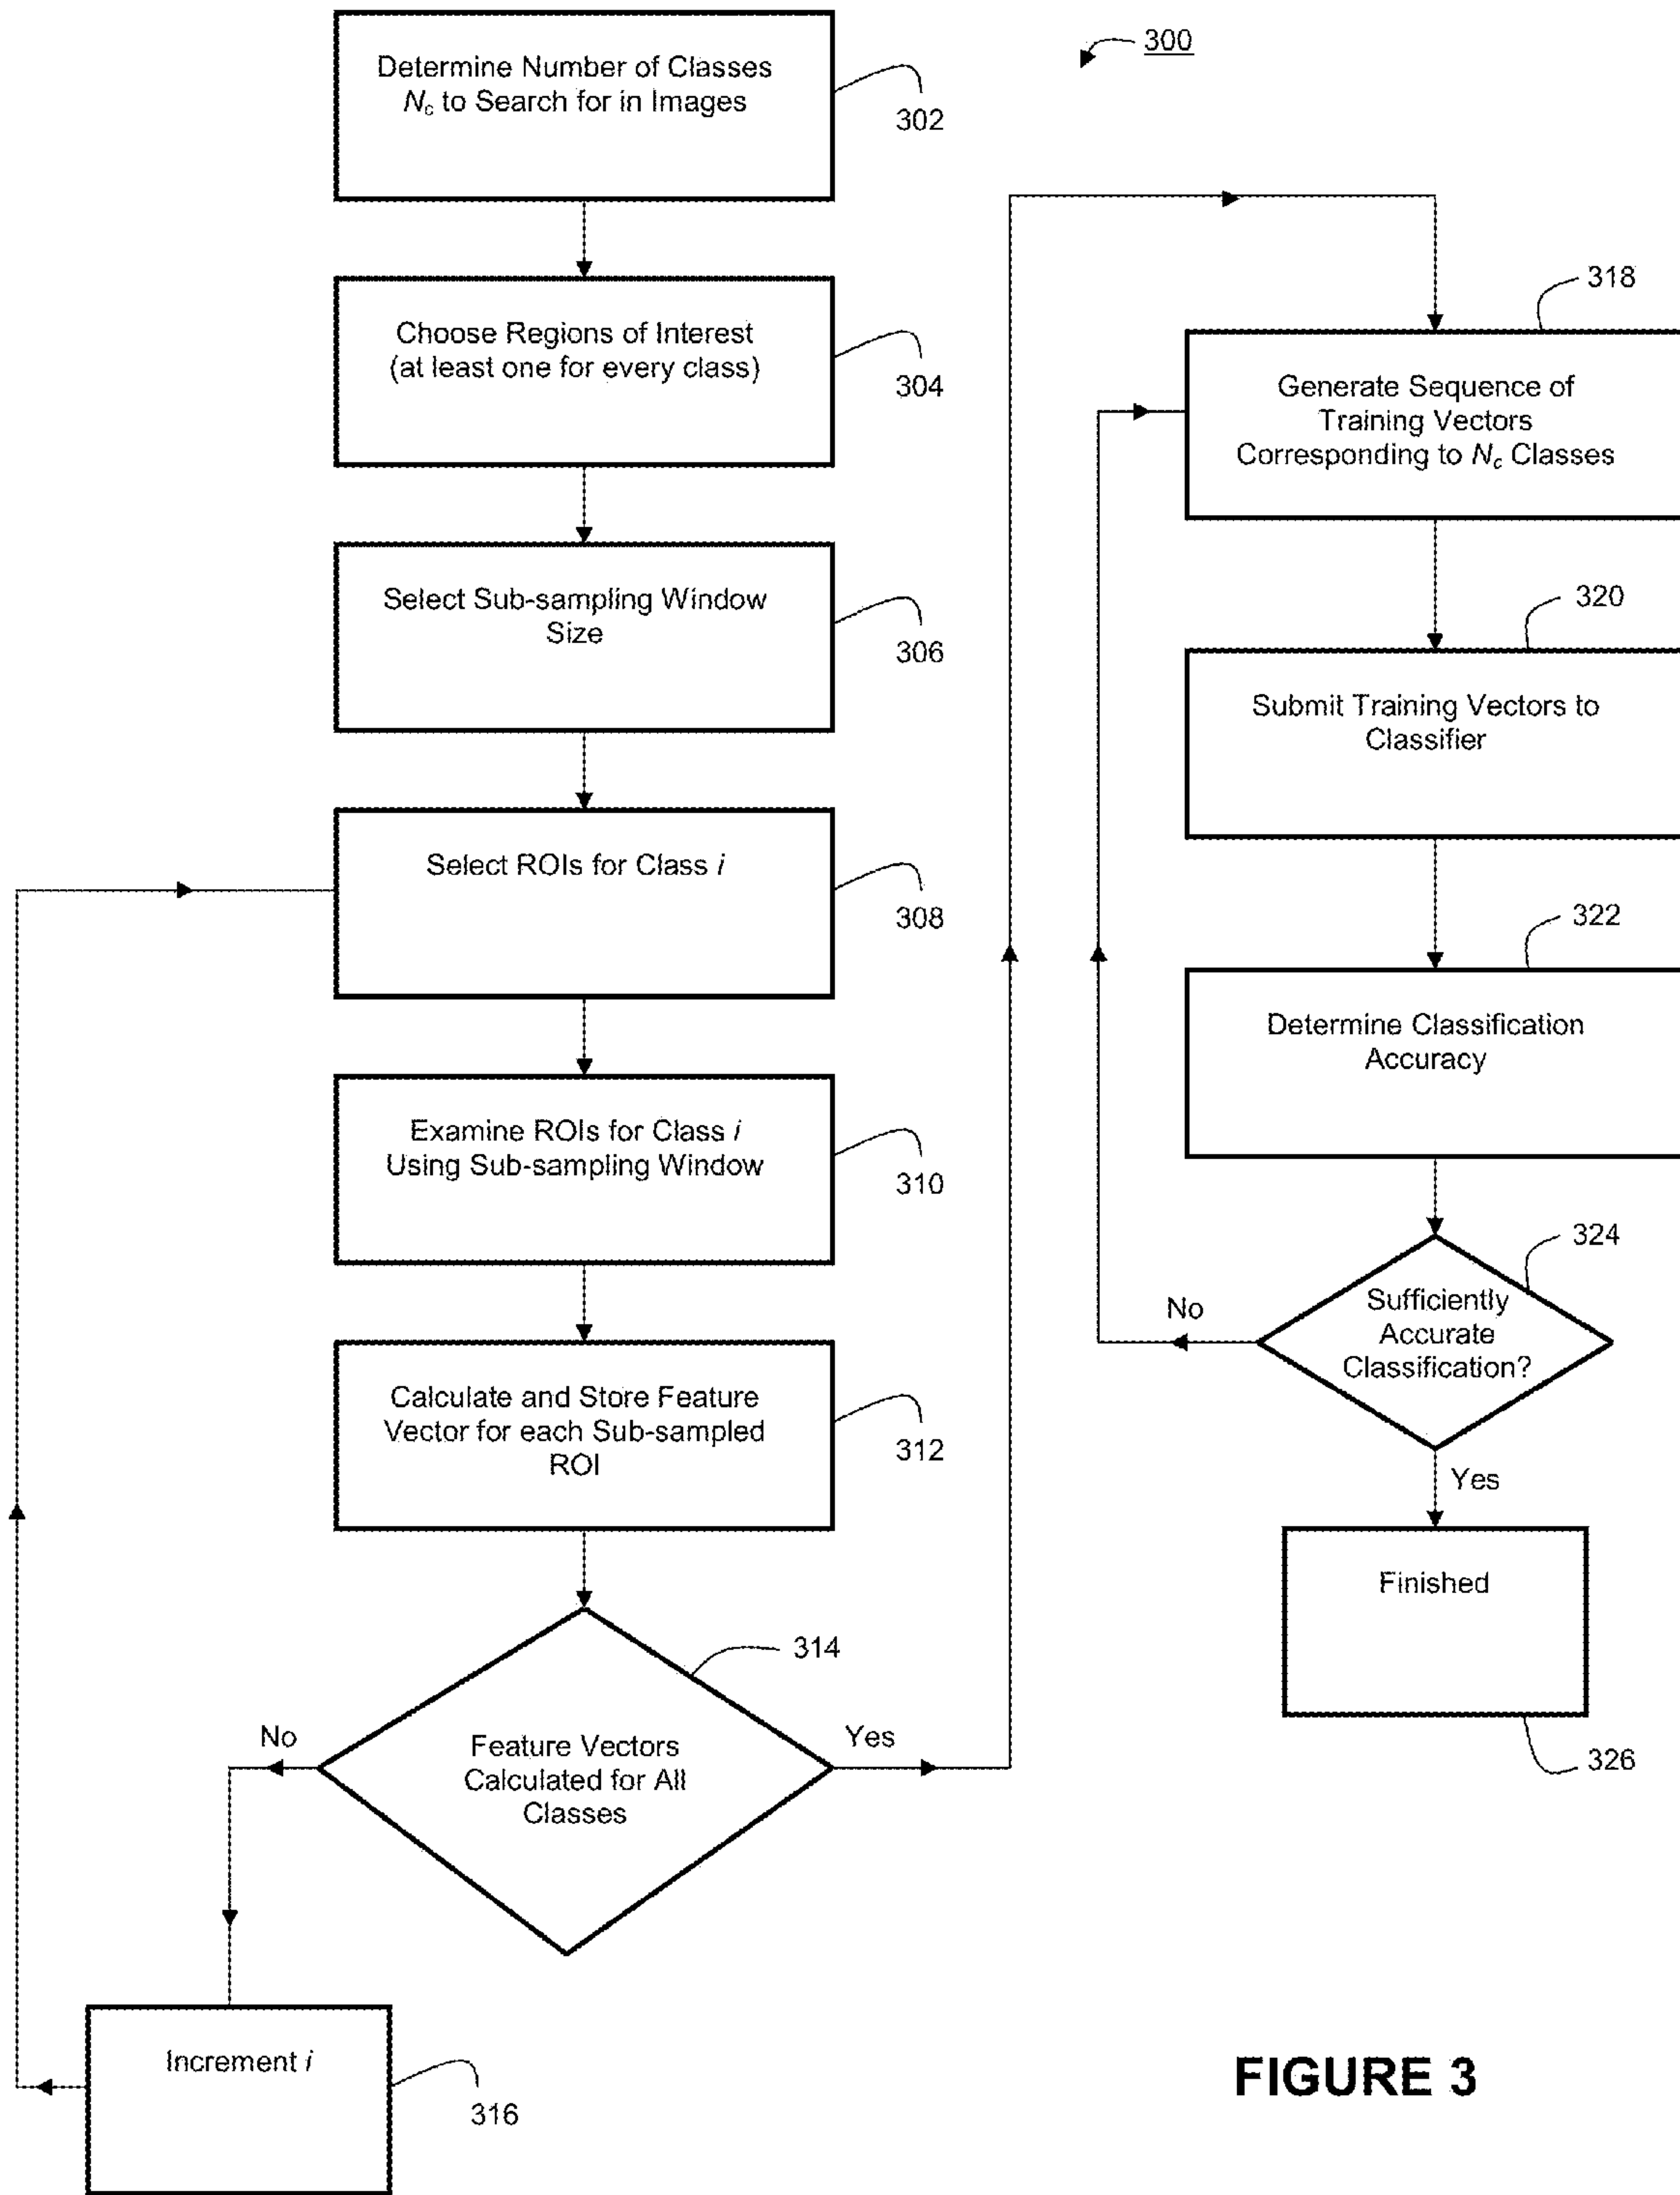 300
Determine Number of Classes
Nc to Search for in Images
302
Choose Regions of Interest
(at least one for every class)
304
Select Sub-sampling Window
Size
306
Select ROIs for Class i
308
Examine ROIs for Class i
Using Sub-sampling Window
310
Calculate and Store Feature
Vector for each Sub-sampled
ROI
312
314
Feature Vectors
Calculated for All
Classes
No
Yes
Increment i
316
318
Generate Sequence of
Training Vectors
Corresponding to Nc Classes
320
Submit Training Vectors to
Classifier
322
Determine Classification
Accuracy
324
Sufficiently
Accurate
Classification?
No
Yes
Finished
326
FIGURE 3